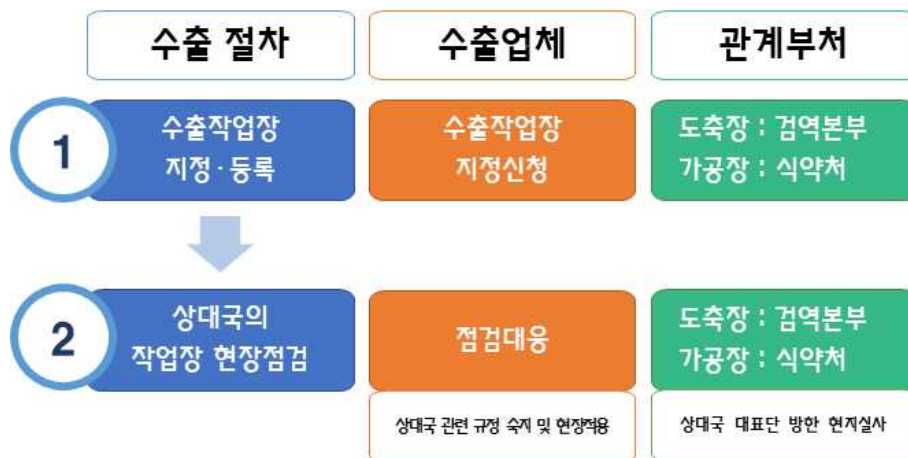 수출 절차
수출업체
관계부처
1
수출작업장
지정·등록
수출작업장
지정신청
도축장 : 검역본부
가공장 : 식약처
2
상대국의
작업장 현장점검
점검대응
도축장 : 검역본부
가공장 : 식약처
상대국 관련 규정 숙지 및 현장적용
상대국 대표단 방한 현지실사